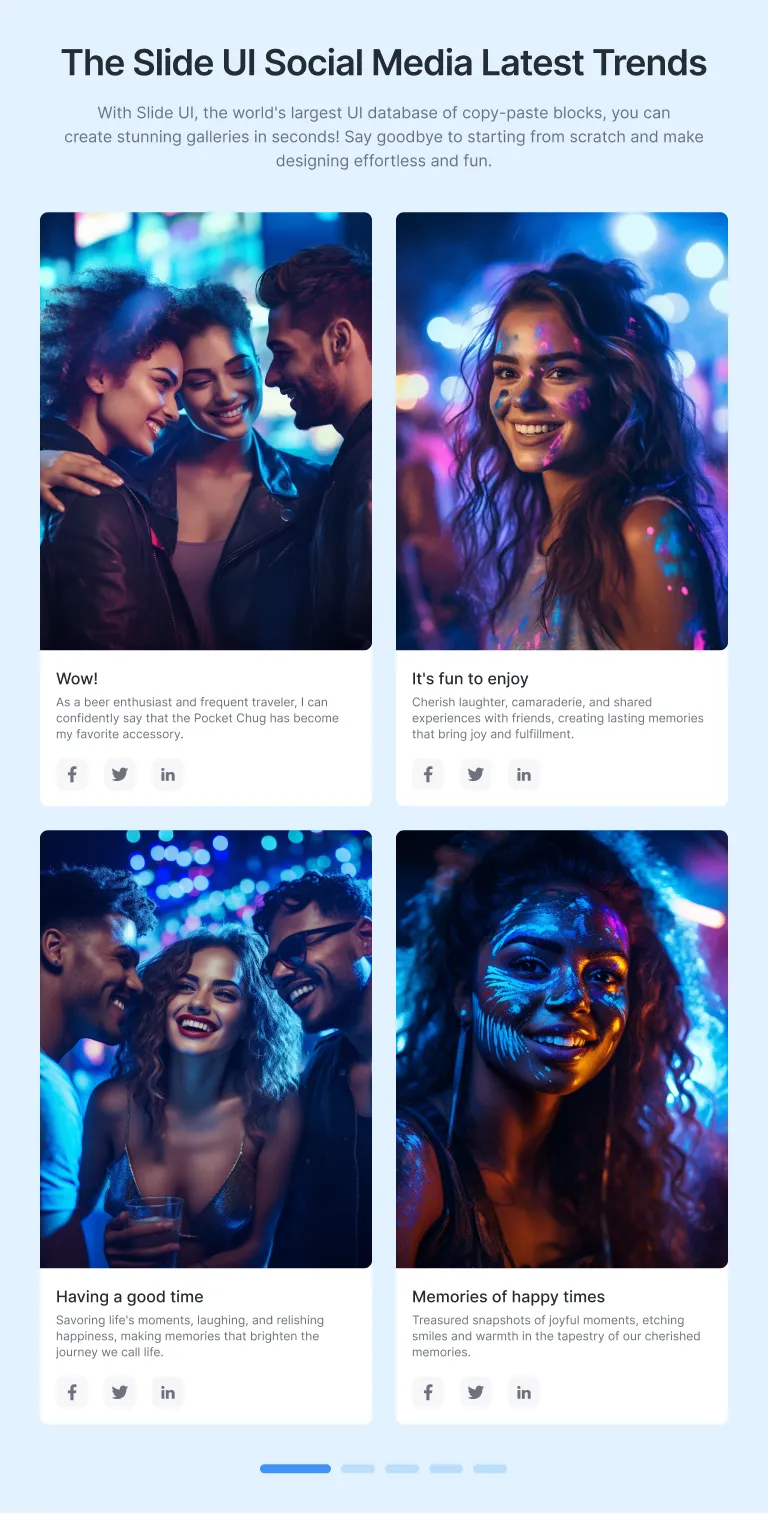 The Slide UI Social Media Latest Trends
With Slide UI, the world's largest UI database of copy-paste blocks, you can
create stunning galleries in seconds! Say goodbye to starting from scratch and make
designing effortless and fun.
Wow!
As a beer enthusiast and frequent traveler, I can
confidently say that the Pocket Chug has become
my favorite accessory.
It's fun to enjoy
Cherish laughter, camaraderie, and shared
experiences with friends, creating lasting memories
that bring joy and fulfillment.
Having a good time
Savoring life's moments, laughing, and relishing
happiness, making memories that brighten the
journey we call life.
Memories of happy times
Treasured snapshots of joyful moments, etching
smiles and warmth in the tapestry of our cherished
memories.